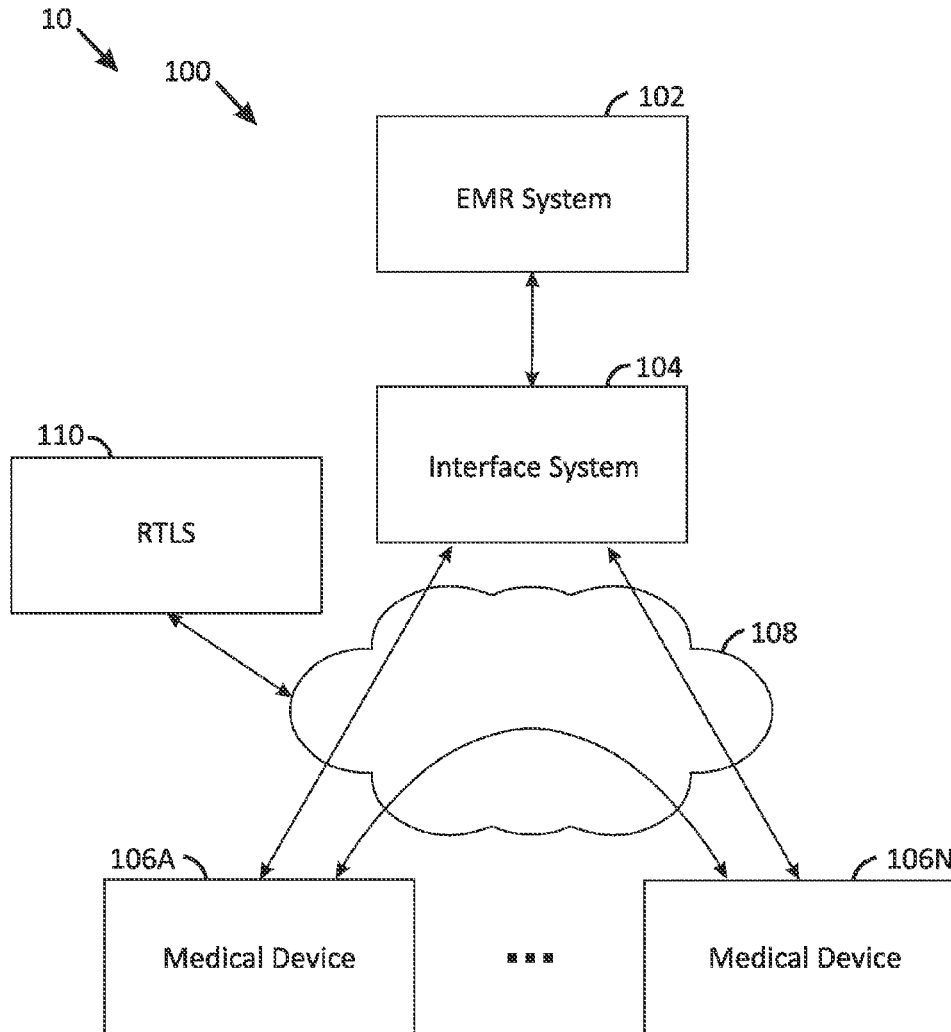 10
100
102
EMR System
104
Interface System
110
RTLS
108
106A
106N
Medical Device
...
Medical Device